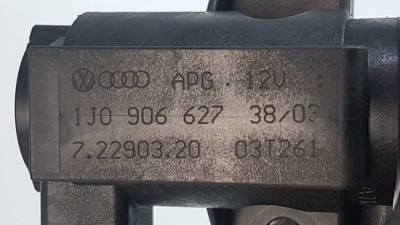 APG . 12V
1J0 906 627 38/03
7.22903.20 03T261